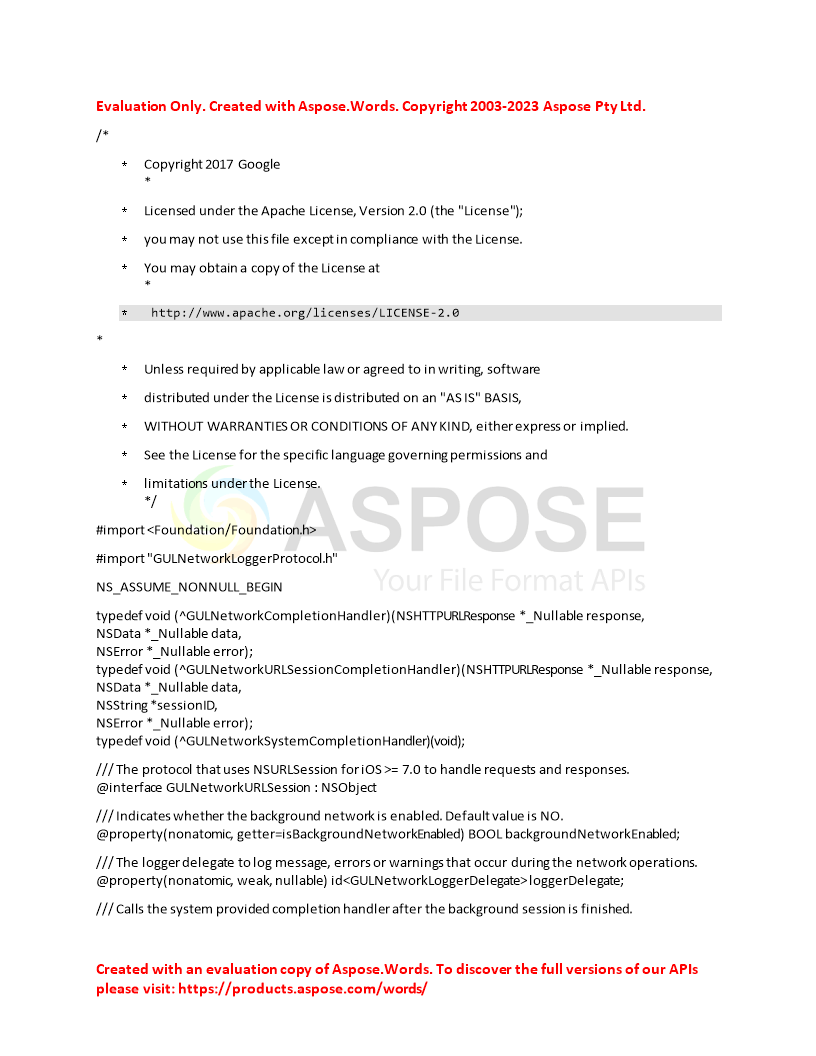 Evaluation Only. Created with Aspose.Words. Copyright 2003-2023 Aspose Pty Ltd.
/*
* Copyright 2017 Google
*
* Licensed under the Apache License, Version 2.0 (the "License");
* you may not use this file except in compliance with the License.
* You may obtain a copy of the License at
*
* http://www.apache.org/licenses/LICENSE-2.0
*
* Unless required by applicable law or agreed to in writing, software
* distributed under the License is distributed on an "AS IS" BASIS,
* WITHOUT WARRANTIES OR CONDITIONS OF ANY KIND, either express or implied.
* See the License for the specific language governing permissions and
* limitations under the License.
*/
ASPOSE
Your File Format APIs
#import <Foundation/Foundation.h>
#import "GULNetworkLoggerProtocol.h"
NS_ASSUME_NONNULL_BEGIN
typedef void (^GULNetworkCompletionHandler)(NSHTTPURLResponse *_Nullable response,
NSData *_Nullable data,
NSError *_Nullable error);
typedef void (^GULNetworkURLSessionCompletionHandler)(NSHTTPURLResponse *_Nullable response,
NSData *_Nullable data,
NSString *sessionID,
NSError *_Nullable error);
typedef void (^GULNetworkSystemCompletionHandler)(void);
/// The protocol that uses NSURLSession for iOS >= 7.0 to handle requests and responses.
@interface GULNetworkURLSession : NSObject
/// Indicates whether the background network is enabled. Default value is NO.
@property(nonatomic, getter=isBackgroundNetworkEnabled) BOOL backgroundNetworkEnabled;
/// The logger delegate to log message, errors or warnings that occur during the network operations.
@property(nonatomic, weak, nullable) id<GULNetworkLoggerDelegate> loggerDelegate;
/// Calls the system provided completion handler after the background session is finished.
Created with an evaluation copy of Aspose.Words. To discover the full versions of our APIs
please visit: https://products.aspose.com/words/